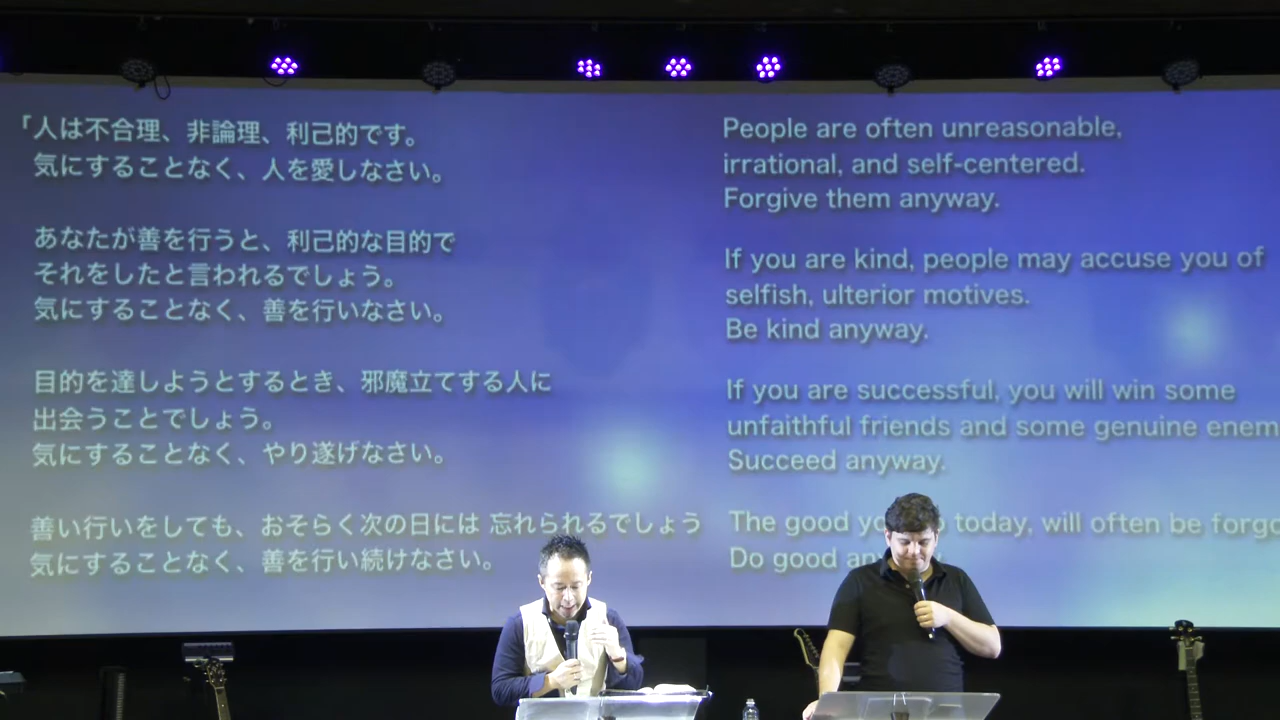 「人は不合理、非論理、利己的です。
気にすることなく、人を愛しなさい。
あなたが善を行うと、利己的な目的で
それをしたと言われるでしょう。
気にすることなく、善を行いなさい。
目的を達しようとするとき、邪魔立てする人に
出会うことでしょう。
気にすることなく、やり遂げなさい。
善い行いをしても、おそらく次の日には 忘れられるでしょう
気にすることなく、善を行い続けなさい。
People are often unreasonable,
irrational, and self-centered.
Forgive them anyway.
If you are kind, people may accuse you of
selfish, ulterior motives.
Be kind anyway.
If you are successful, you will win some
unfaithful friends and some genuine enem
Succeed anyway.
The good today, will often be forgo
Do good